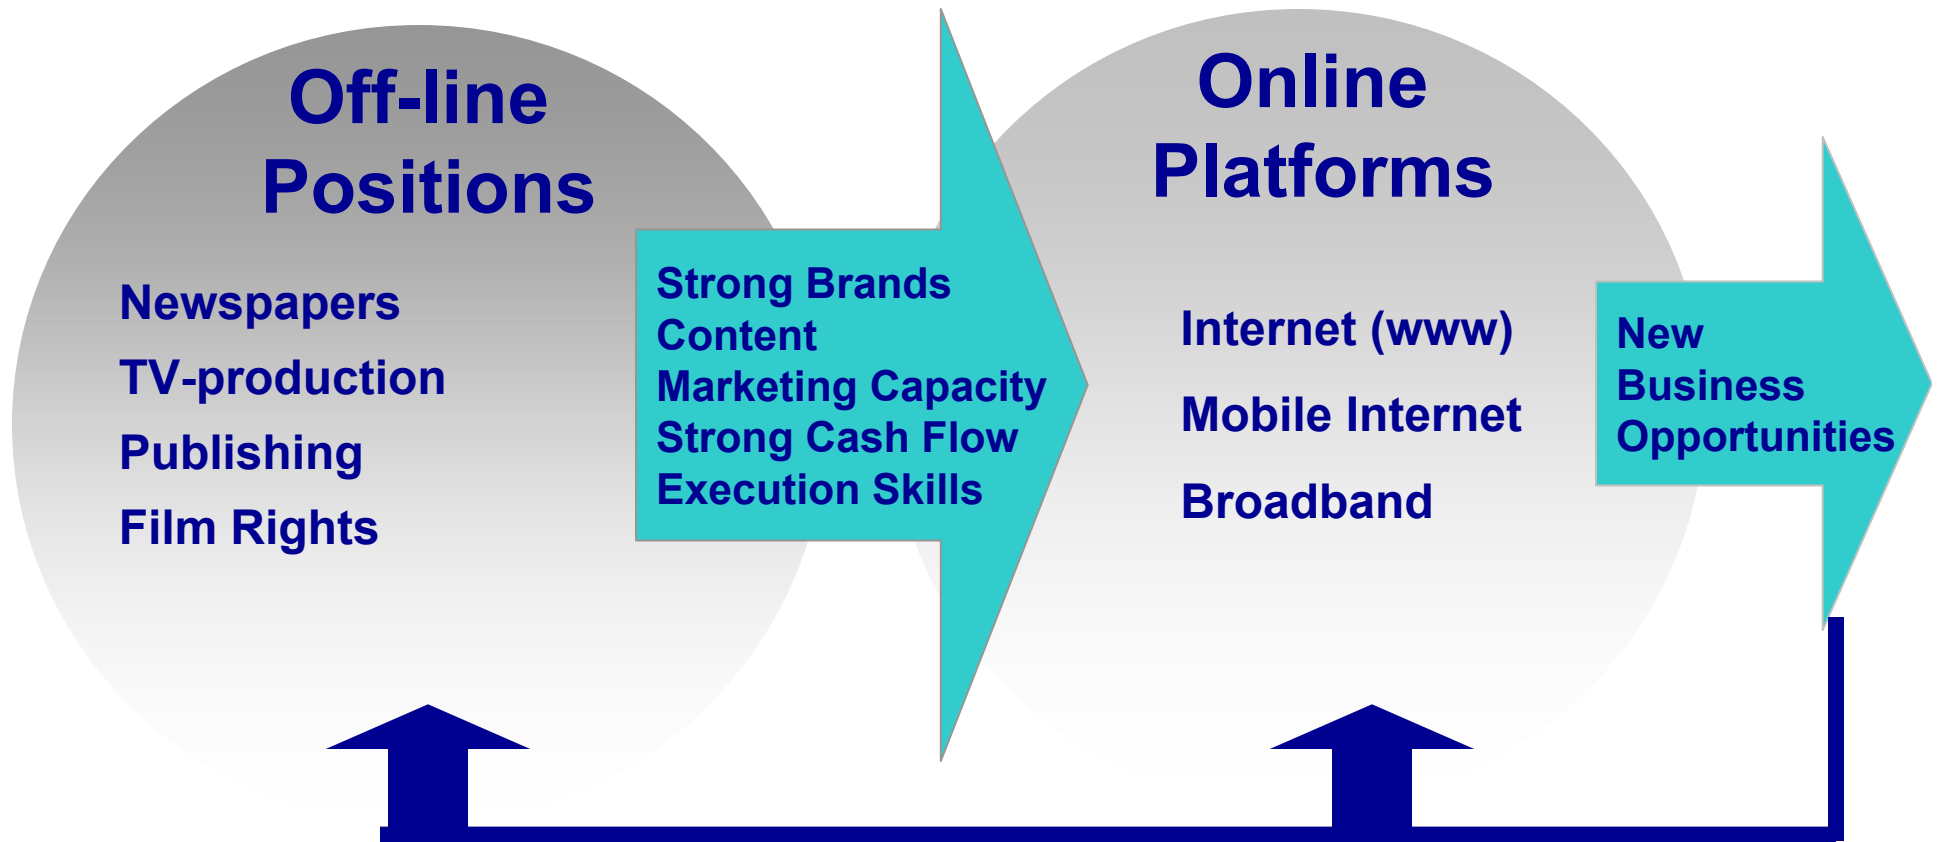 Off-line
Positions
Newspapers
TV-production
Publishing
Film Rights
Strong Brands
Content
Marketing Capacity
Strong Cash Flow
Execution Skills
Online
Platforms
Internet (www)
Mobile Internet
Broadband
New
Business
Opportunities